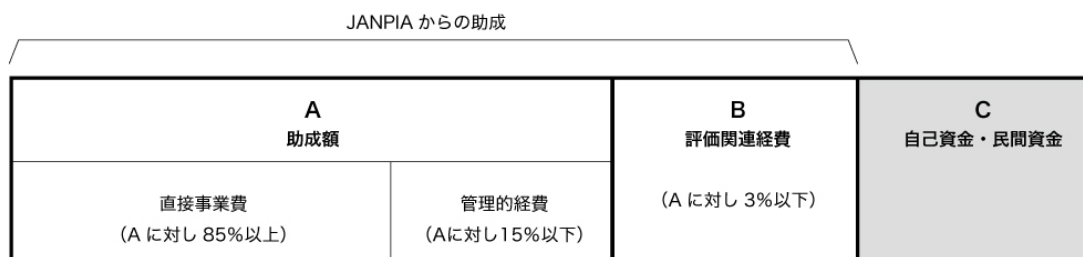 JANPIA からの助成
A
助成額
B
評価関連経費
（A に対し 3%以下）
C
自己資金・民間資金
直接事業費
（A に対し 85%以上）
管理的経費
（Aに対し15%以下）